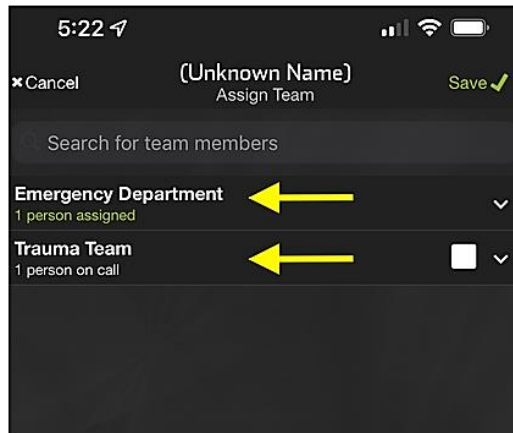 5:22
Cancel
(Unknown Name)
Assign Team
Save
Search for team members
Emergency Department
1 person assigned
Trauma Team
1 person on call